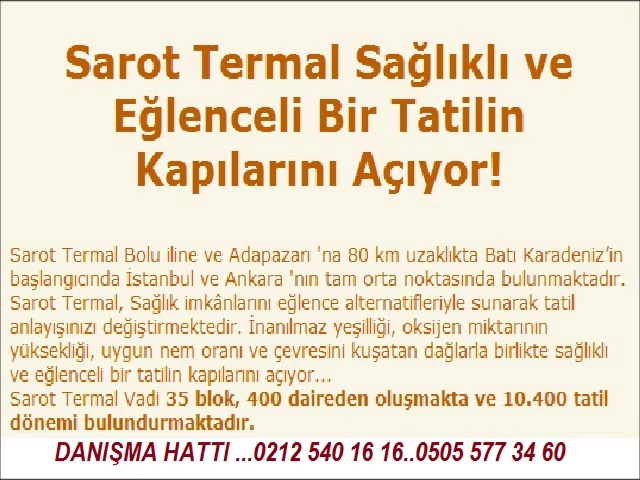 Sarot Termal Sağlıklı ve
Eğlenceli Bir Tatilin
Kapılarını Açıyor!
Sarot Termal Bolu iline ve Adapazarı 'na 80 km uzaklıkta Batı Karadeniz’in
başlangıcında İstanbul ve Ankara 'nın tam orta noktasında bulunmaktadır.
Sarot Termal, Sağlık imkânlarını eğlence alternatifleriyle sunarak tatil
anlayışınızı değiştirmektedir. İnanılmaz yeşilliği, oksijen miktarının
yüksekliği, uygun nem oranı ve çevresini kuşatan dağlarla birlikte sağlıklı
ve eğlenceli bir tatilin kapılarını açıyor...
Sarot Termal Vadi 35 blok, 400 daireden oluşmakta ve 10.400 tatil
dönemi bulundurmaktadır.
DANIŞMA HATTI ...0212 540 16 16..0505 577 34 60